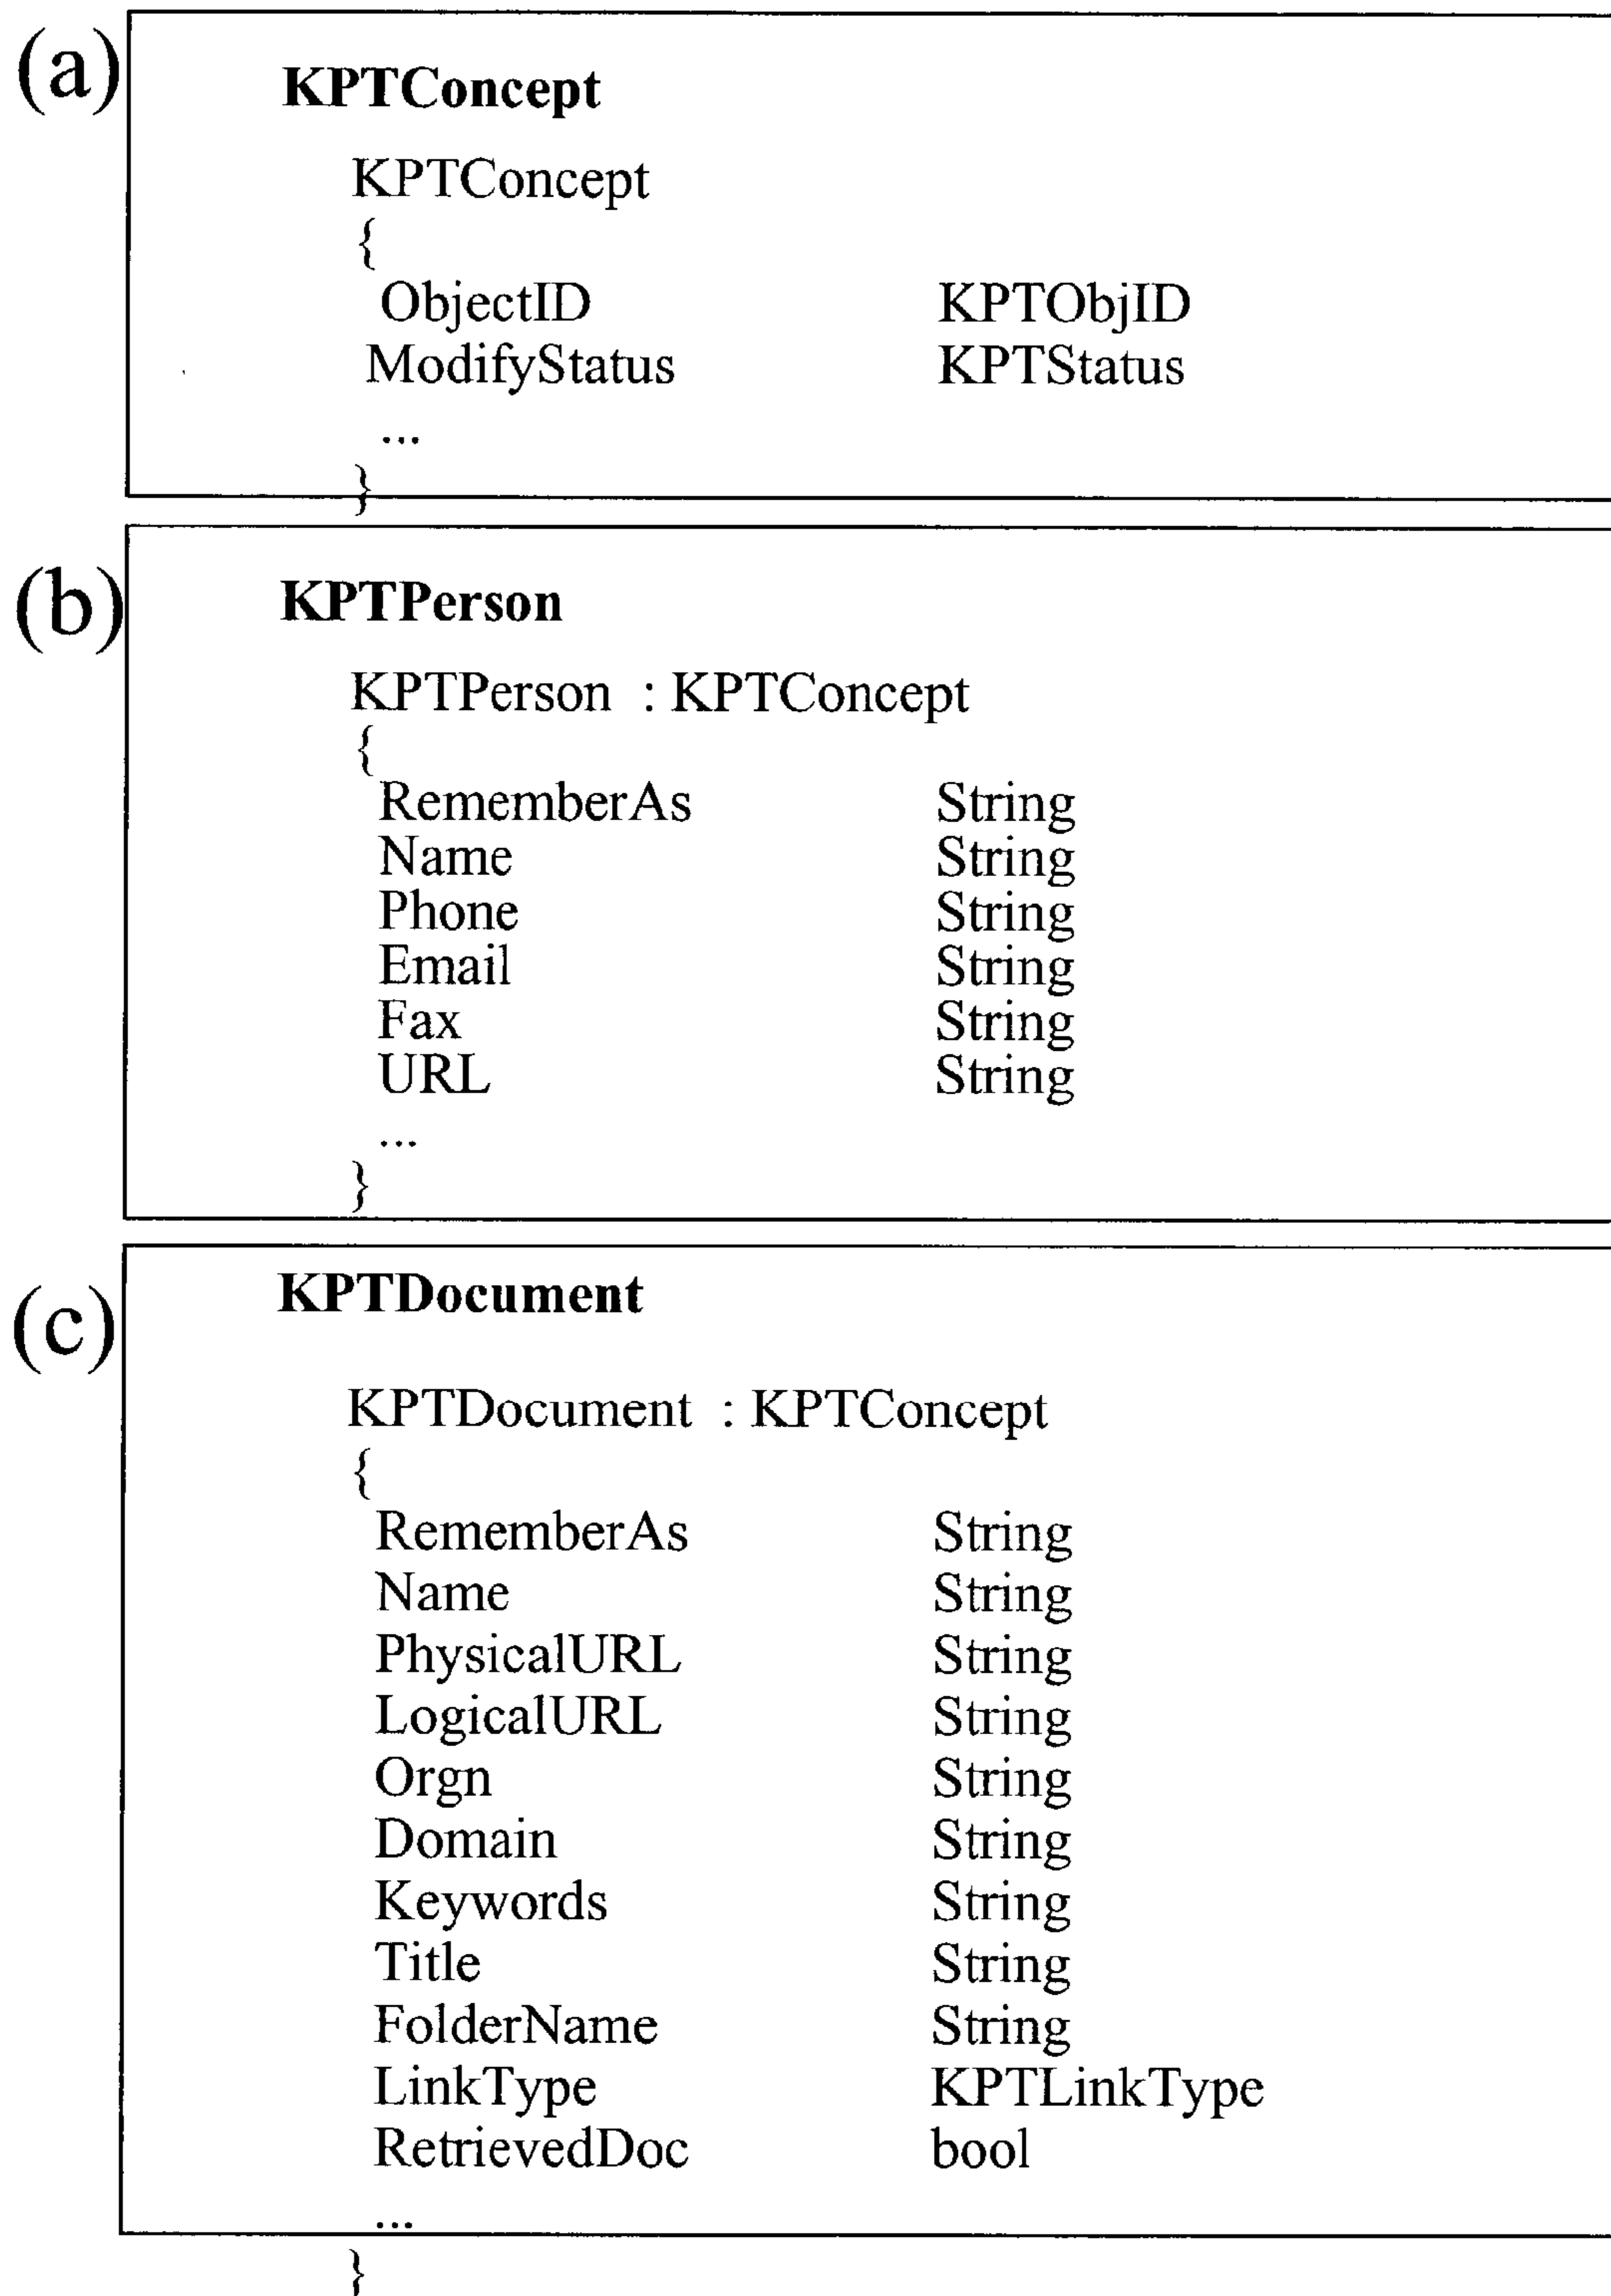 (a)
KPTConcept
KPTConcept
{
ObjectID KPTObjID
ModifyStatus KPTStatus
...
}
(b)
KPTPerson
KPTPerson : KPTConcept
{
RememberAs String
Name String
Phone String
Email String
Fax String
URL String
...
}
(c)
KPTDocument
KPTDocument : KPTConcept
{
RememberAs String
Name String
PhysicalURL String
LogicalURL String
Orgn String
Domain String
Keywords String
Title String
FolderName String
LinkType KPTLinkType
RetrievedDoc bool
...
}